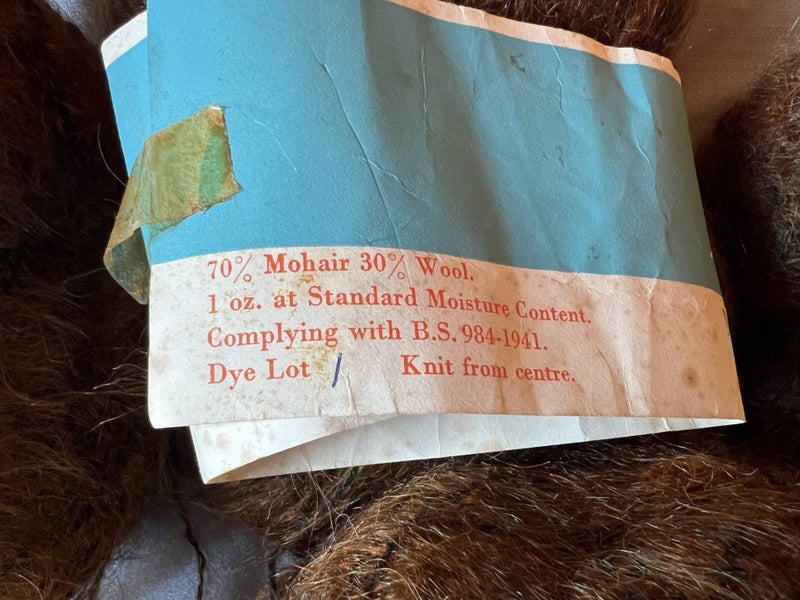 70% Mohair 30% Wool.
1 oz. at Standard Moisture Content.
Complying with B.S. 984-1941.
Dye Lot / Knit from centre.